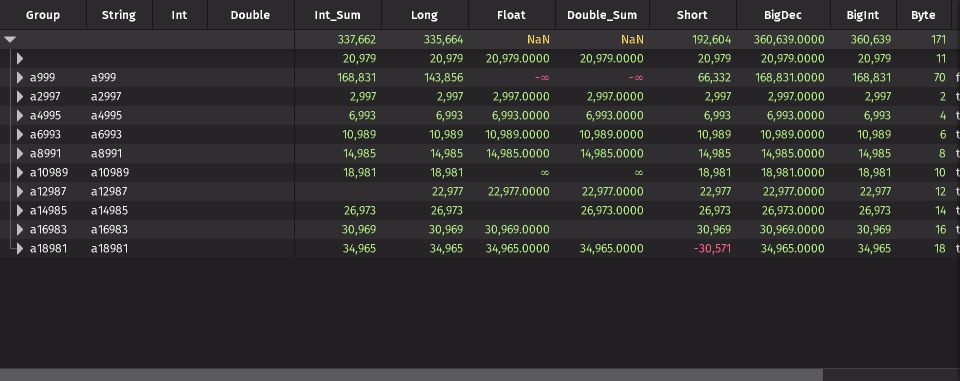 Group String Int Double Int_Sum Long Float Double_Sum Short BigDec BigInt Byte
337,662 335,664 NaN NaN 192,604 360,639.0000 360,639 171
20,979 20,979 20,979.0000 20,979.0000 20,979 20,979.0000 20,979 11
a999 a999 168,831 143,856 -∞ -∞ 66,332 168,831.0000 168,831 70 f
a2997 a2997 2,997 2,997 2,997.0000 2,997.0000 2,997 2,997.0000 2,997 2 t
a4995 a4995 6,993 6,993 6,993.0000 6,993.0000 6,993 6,993.0000 6,993 4 t
a6993 a6993 10,989 10,989 10,989.0000 10,989.0000 10,989 10,989.0000 10,989 6 t
a8991 a8991 14,985 14,985 14,985.0000 14,985.0000 14,985 14,985.0000 14,985 8 t
a10989 a10989 18,981 18,981 ∞ ∞ 18,981 18,981.0000 18,981 10 t
a12987 a12987 22,977 22,977.0000 22,977.0000 22,977 22,977.0000 22,977 12 t
a14985 a14985 26,973 26,973 26,973.0000 26,973 26,973.0000 26,973 14 t
a16983 a16983 30,969 30,969 30,969.0000 30,969 30,969.0000 30,969 16 t
a18981 a18981 34,965 34,965 34,965.0000 34,965.0000 -30,571 34,965.0000 34,965 18 t